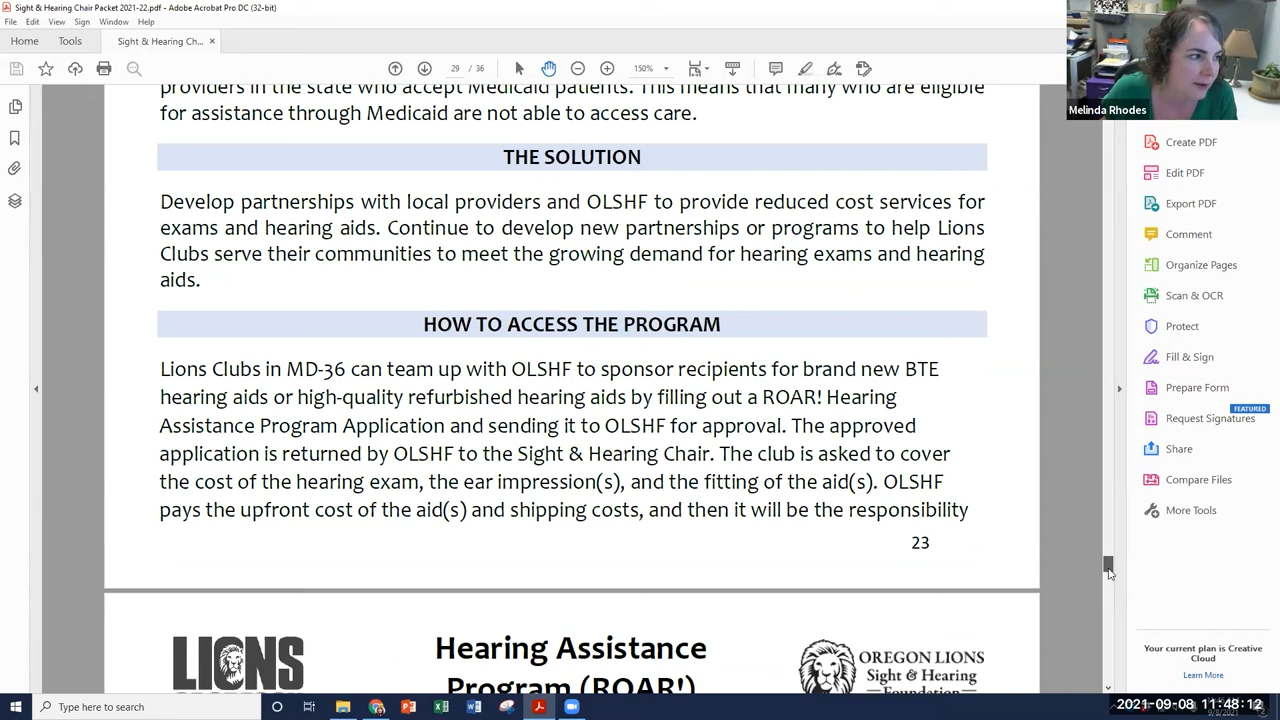 Sight & Hearing Chair Packet 2021-22.pdf - Adobe Acrobat Pro DC (32-bit)
File Edit View Sign Window Help
Home Tools Sight & Hearing Ch... ×
29 / 36 150%
Melinda Rhodes
providers in the state who accept Medicaid patients. This means that many who are eligible
for assistance through Medicaid are not able to access care.
THE SOLUTION
Develop partnerships with local providers and OLSHF to provide reduced cost services for
exams and hearing aids. Continue to develop new partnerships or programs to help Lions
Clubs serve their communities to meet the growing demand for hearing exams and hearing
aids.
HOW TO ACCESS THE PROGRAM
Lions Clubs in MD-36 can team up with OLSHF to sponsor recipients for brand new BTE
hearing aids or high-quality refurbished hearing aids by filling out a ROAR! Hearing
Assistance Program Application and sending it to OLSHF for approval. The approved
application is returned by OLSHF to the Sight & Hearing Chair. The club is asked to cover
the cost of the hearing exam, the ear impression(s), and the fitting of the aid(s). OLSHF
pays the upfront cost of the aid(s) and shipping costs, and then it will be the responsibility
23
LIONS
Hearing Assistance
Program (ROAR!)
OREGON LIONS
Sight & Hearing
Foundation
Create PDF
Edit PDF
Export PDF
Comment
Organize Pages
Scan & OCR
Protect
Fill & Sign
Prepare Form
FEATURED
Request Signatures
Share
Compare Files
More Tools
Your current plan is Creative
Cloud
Learn More
Type here to search
2021-09-08 11:48:12